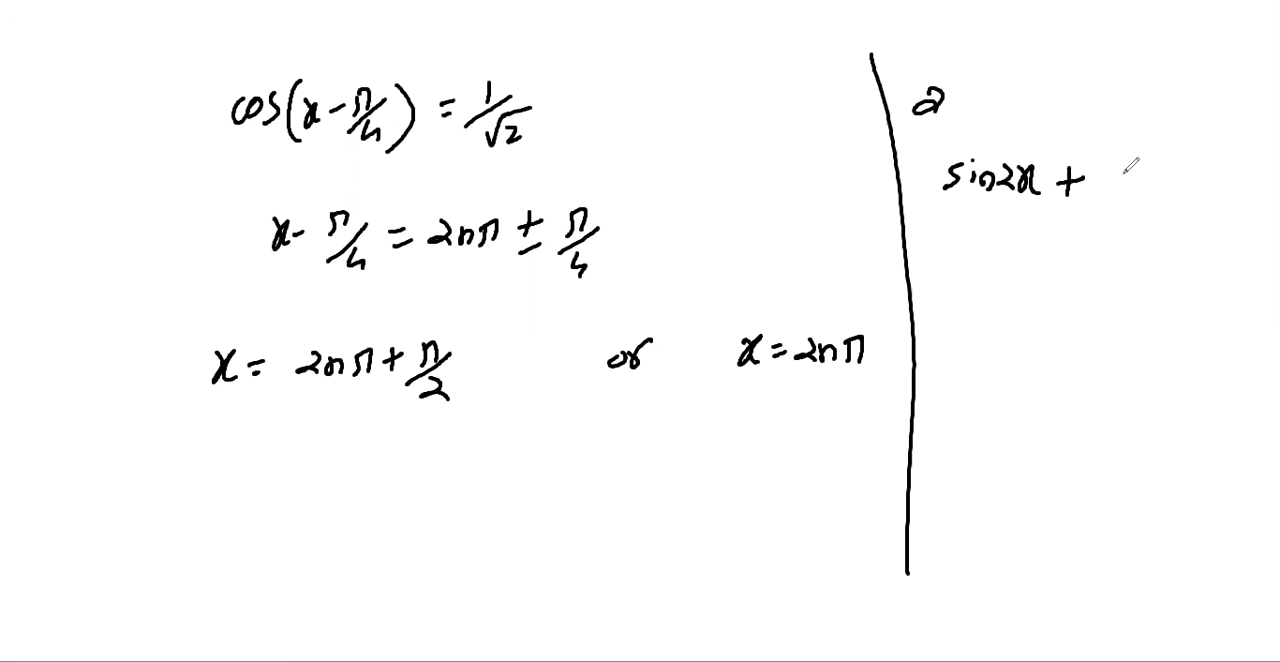 cos(x - π/4) = 1/√2
x - π/4 = 2nπ ± π/4
x = 2nπ + π/2 or x = 2nπ
2
sin2x +